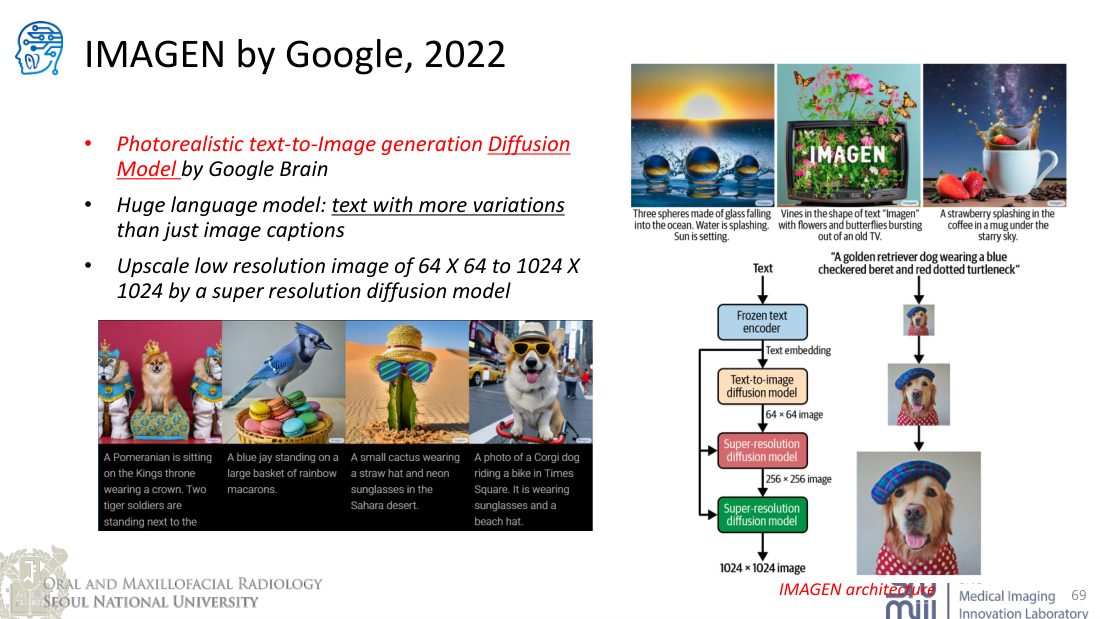 IMAGEN by Google, 2022
• Photorealistic text-to-Image generation Diffusion
Model by Google Brain
• Huge language model: text with more variations
than just image captions
• Upscale low resolution image of 64 X 64 to 1024 X
1024 by a super resolution diffusion model
A Pomeranian is sitting
on the Kings throne
wearing a crown. Two
tiger soldiers are
standing next to the
A blue jay standing on a
large basket of rainbow
macarons.
A small cactus wearing
a straw hat and neon
sunglasses in the
Sahara desert.
A photo of a Corgi dog
riding a bike in Times
Square. It is wearing
sunglasses and a
beach hat.
IMAGEN
Three spheres made of glass falling
into the ocean. Water is splashing.
Sun is setting.
Vines in the shape of text "Imagen"
with flowers and butterflies bursting
out of an old TV.
A strawberry splashing in the
coffee in a mug under the
starry sky.
Text
Frozen text
encoder
Text embedding
Text-to-image
diffusion model
64 × 64 image
Super-resolution
diffusion model
256 × 256 image
Super-resolution
diffusion model
1024 × 1024 image
"A golden retriever dog wearing a blue
checkered beret and red dotted turtleneck"
IMAGEN architecture
ORAL AND MAXILLOFACIAL RADIOLOGY
SEOUL NATIONAL UNIVERSITY
Medical Imaging
Innovation Laboratory
69